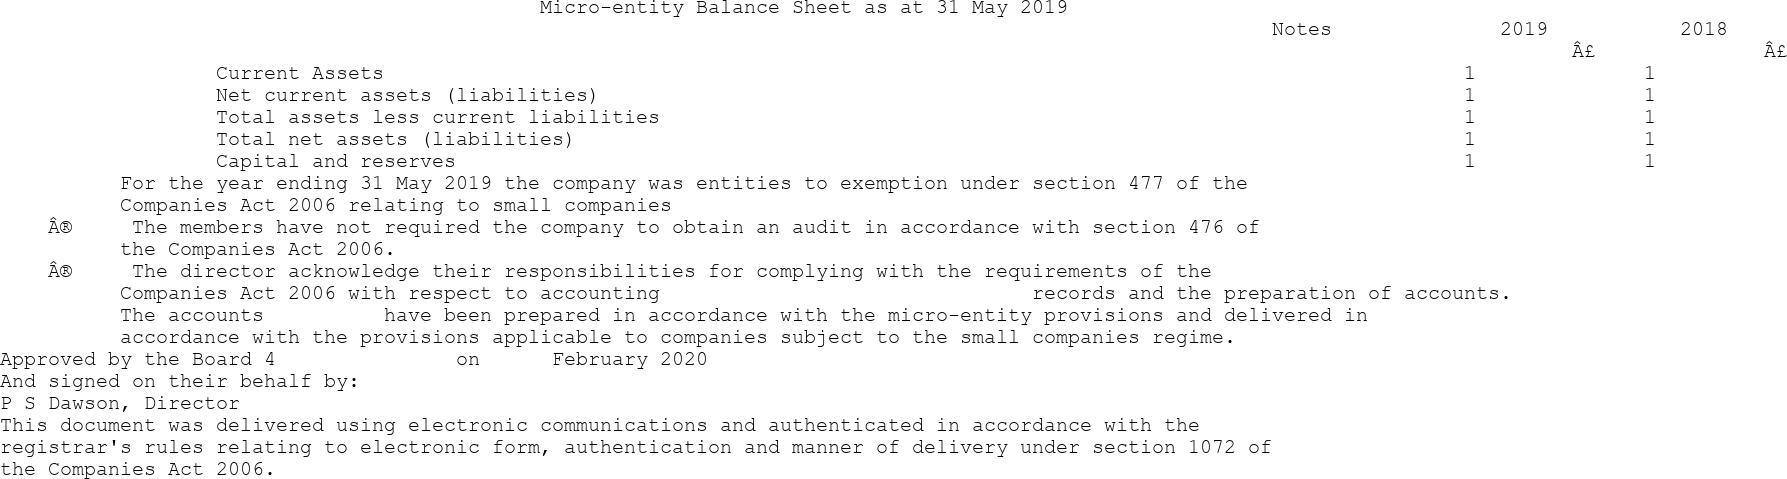 Micro-entity Balance Sheet as at 31 May 2019
Notes 2019 2018
Â£ Â£
Current Assets 1 1
Net current assets (liabilities) 1 1
Total assets less current liabilities 1 1
Total net assets (liabilities) 1 1
Capital and reserves 1 1
For the year ending 31 May 2019 the company was entities to exemption under section 477 of the
Companies Act 2006 relating to small companies
Â® The members have not required the company to obtain an audit in accordance with section 476 of
the Companies Act 2006.
Â® The director acknowledge their responsibilities for complying with the requirements of the
Companies Act 2006 with respect to accounting records and the preparation of accounts.
The accounts have been prepared in accordance with the micro-entity provisions and delivered in
accordance with the provisions applicable to companies subject to the small companies regime.
Approved by the Board 4 on February 2020
And signed on their behalf by:
P S Dawson, Director
This document was delivered using electronic communications and authenticated in accordance with the
registrar's rules relating to electronic form, authentication and manner of delivery under section 1072 of
the Companies Act 2006.